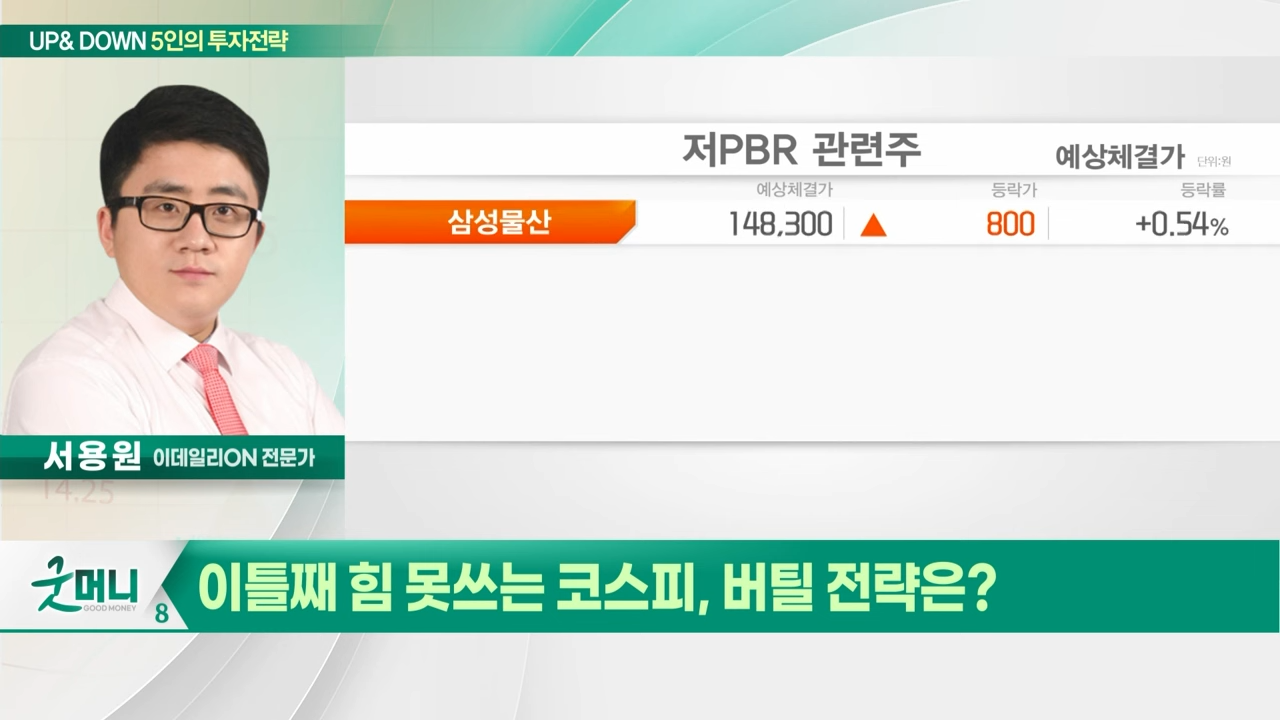 UP& DOWN 5인의 투자전략
저PBR 관련주
예상체결가 단위:원
예상체결가 등락가 등락률
삼성물산 148,300 ▲ 800 +0.54%
서용원 이데일리ON 전문가
14.25
굿머니 GOOD MONEY 8
이틀째 힘 못쓰는 코스피, 버틸 전략은?